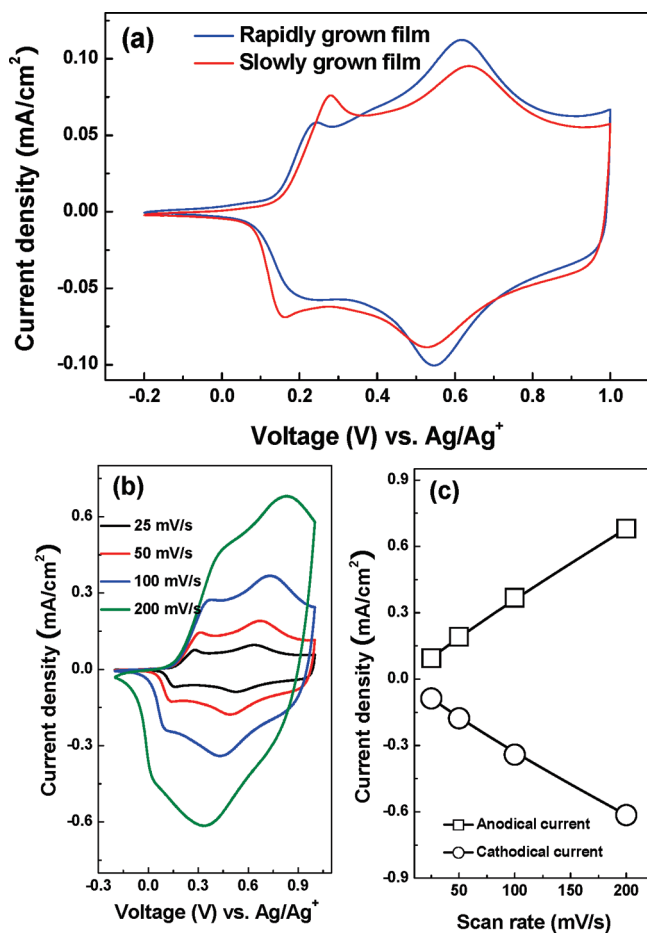 (a)
Rapidly grown film
Slowly grown film
0.10
0.05
0.00
-0.05
-0.10
Current density (mA/cm²)
-0.2 0.0 0.2 0.4 0.6 0.8 1.0
Voltage (V) vs. Ag/Ag⁺
(b)
25 mV/s
50 mV/s
100 mV/s
200 mV/s
0.6
0.3
0.0
-0.3
-0.6
Current density (mA/cm²)
-0.3 0.0 0.3 0.6 0.9
Voltage (V) vs. Ag/Ag⁺
(c)
0.9
0.6
0.3
0.0
-0.3
-0.6
-0.9
Current density (mA/cm²)
Anodical current
Cathodical current
50 100 150 200
Scan rate (mV/s)